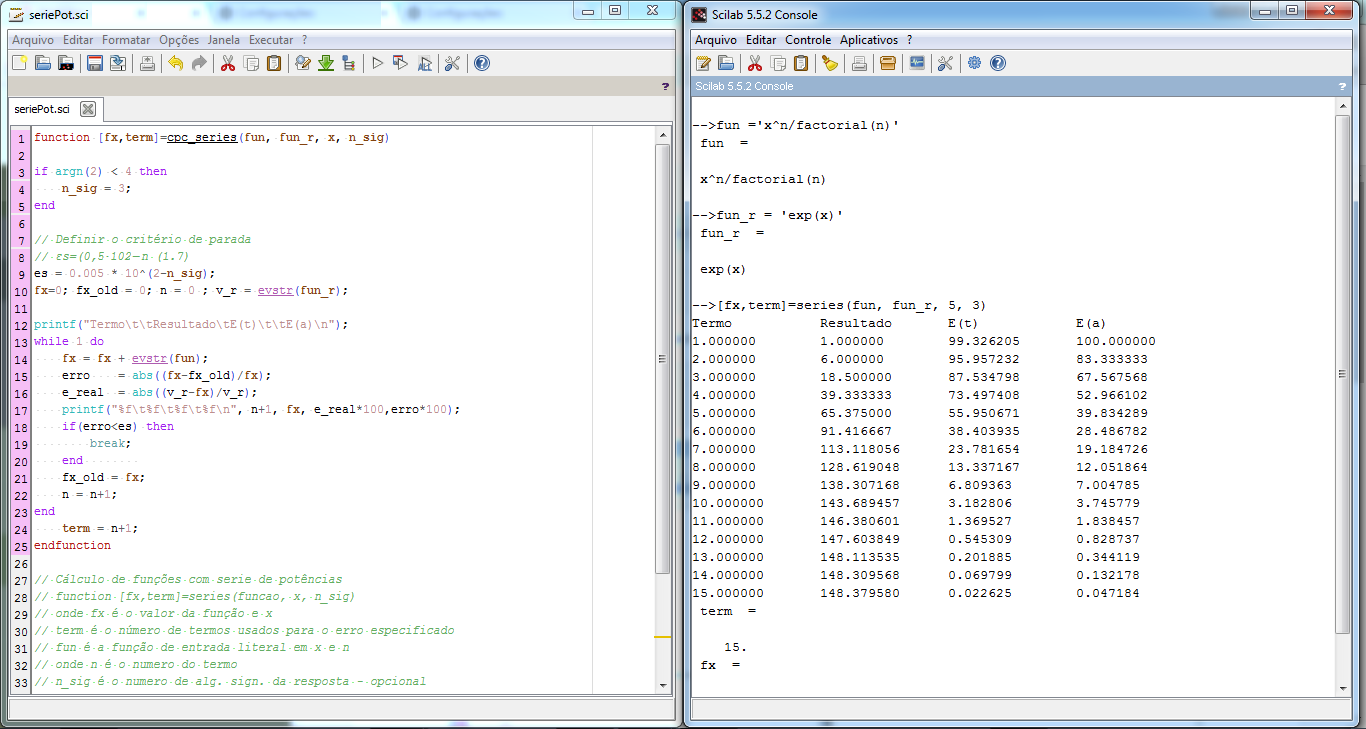 seriePot.sci
Arquivo Editar Formatar Opções Janela Executar ?
?
seriePot.sci
1 function [fx,term]=cpc_series(fun, fun_r, x, n_sig)
2
3 if argn(2) < 4 then
4 n_sig = 3;
5 end
6
7 // Definir o critério de parada
8 // εs=(0,5·102−n (1.7)
9 es = 0.005 * 10^(2-n_sig);
10 fx=0; fx_old = 0; n = 0 ; v_r = evstr(fun_r);
11
12 printf("Termo\t\tResultado\tE(t)\t\tE(a)\n");
13 while 1 do
14 fx = fx + evstr(fun);
15 erro = abs((fx-fx_old)/fx);
16 e_real = abs((v_r-fx)/v_r);
17 printf("%f\t%f\t%f\t%f\n", n+1, fx, e_real*100,erro*100);
18 if(erro<es) then
19 break;
20 end
21 fx_old = fx;
22 n = n+1;
23 end
24 term = n+1;
25 endfunction
26
27 // Cálculo de funções com serie de potências
28 // function [fx,term]=series(funcao, x, n_sig)
29 // onde fx é o valor da função e x
30 // term é o número de termos usados para o erro especificado
31 // fun é a função de entrada literal em x e n
32 // onde n é o numero do termo
33 // n_sig é o numero de alg. sign. da resposta - opcional
Scilab 5.5.2 Console
Arquivo Editar Controle Aplicativos ?
Scilab 5.5.2 Console ?
-->fun ='x^n/factorial(n)'
fun =
x^n/factorial(n)
-->fun_r = 'exp(x)'
fun_r =
exp(x)
-->[fx,term]=series(fun, fun_r, 5, 3)
Termo Resultado E(t) E(a)
1.000000 1.000000 99.326205 100.000000
2.000000 6.000000 95.957232 83.333333
3.000000 18.500000 87.534798 67.567568
4.000000 39.333333 73.497408 52.966102
5.000000 65.375000 55.950671 39.834289
6.000000 91.416667 38.403935 28.486782
7.000000 113.118056 23.781654 19.184726
8.000000 128.619048 13.337167 12.051864
9.000000 138.307168 6.809363 7.004785
10.000000 143.689457 3.182806 3.745779
11.000000 146.380601 1.369527 1.838457
12.000000 147.603849 0.545309 0.828737
13.000000 148.113535 0.201885 0.344119
14.000000 148.309568 0.069799 0.132178
15.000000 148.379580 0.022625 0.047184
term =
15.
fx =